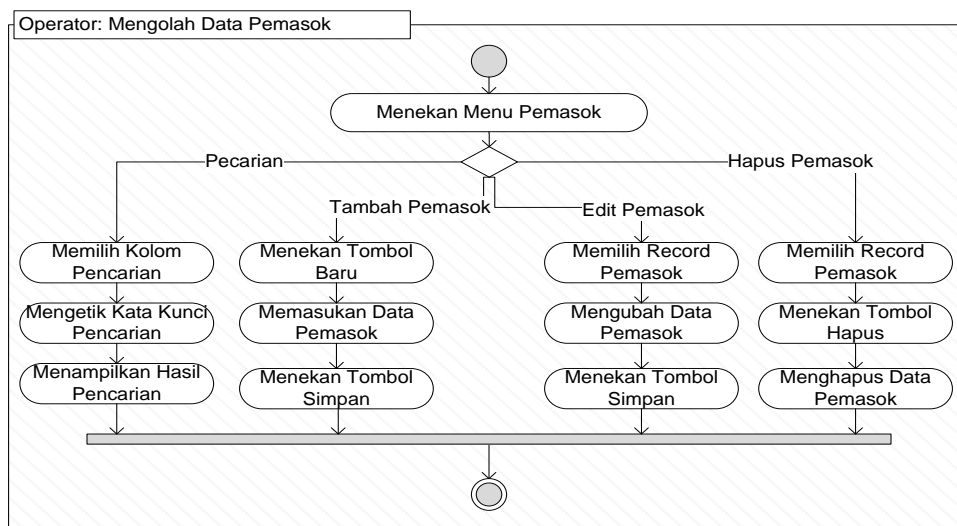 Operator: Mengolah Data Pemasok
Menekan Menu Pemasok
Pecarian
Hapus Pemasok
Tambah Pemasok
Edit Pemasok
Memilih Kolom
Pencarian
Menekan Tombol
Baru
Memilih Record
Pemasok
Memilih Record
Pemasok
Mengetik Kata Kunci
Pencarian
Memasukan Data
Pemasok
Mengubah Data
Pemasok
Menekan Tombol
Hapus
Menampilkan Hasil
Pencarian
Menekan Tombol
Simpan
Menekan Tombol
Simpan
Menghapus Data
Pemasok